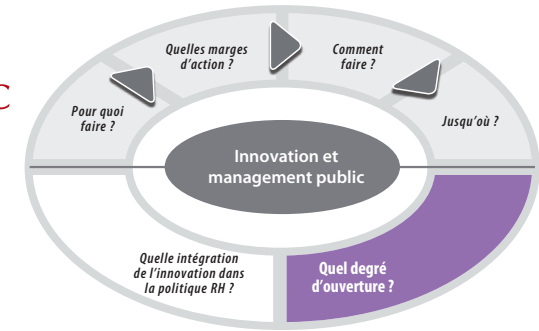 Quelles marges
d'action ?
Comment
faire ?
Pour quoi
faire ?
Jusqu'où ?
C
Innovation et
management public
Quelle intégration
de l'innovation dans
la politique RH ?
Quel degré
d'ouverture ?